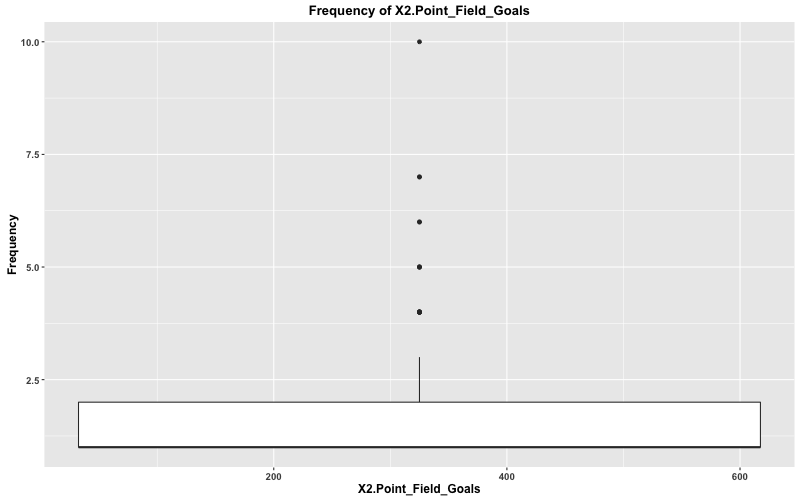 Frequency of X2.Point_Field_Goals
10.0
7.5
5.0
2.5
Frequency
200 400 600
X2.Point_Field_Goals